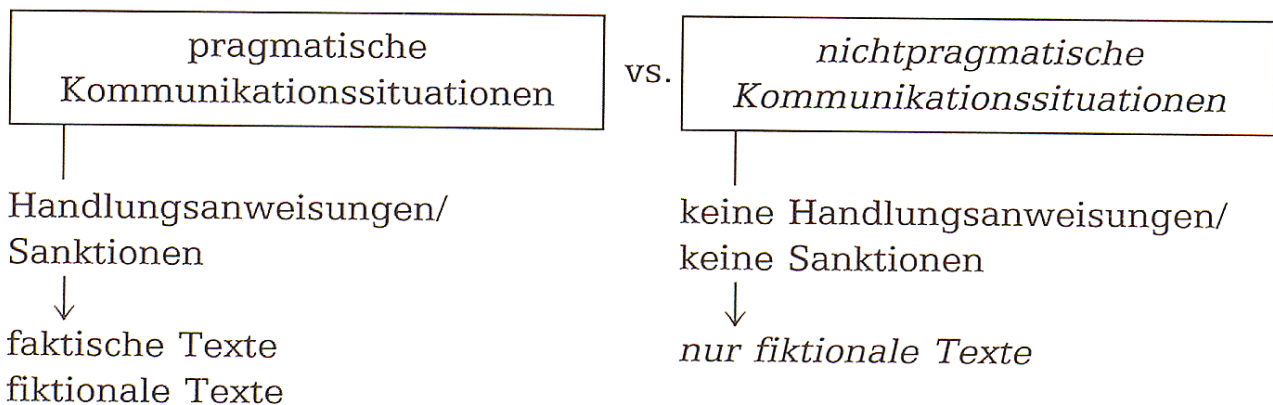 pragmatische
Kommunikationssituationen
vs.
nichtpragmatische
Kommunikationssituationen
Handlungsanweisungen/
Sanktionen
keine Handlungsanweisungen/
keine Sanktionen
faktische Texte
fiktionale Texte
nur fiktionale Texte